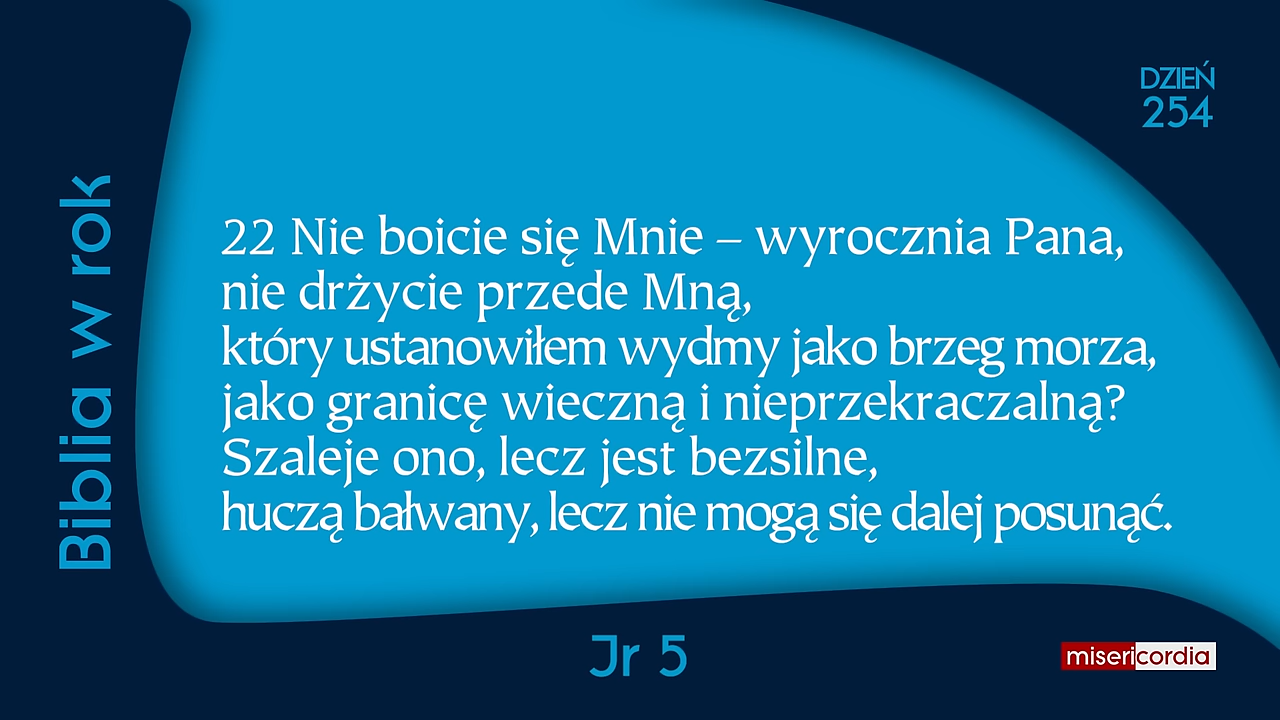 DZIEŃ
254
Biblia w rok
22 Nie boicie się Mnie – wyrocznia Pana,
nie drżycie przede Mną,
który ustanowiłem wydmy jako brzeg morza,
jako granicę wieczną i nieprzekraczalną?
Szaleje ono, lecz jest bezsilne,
huczą bałwany, lecz nie mogą się dalej posunąć.
Jr 5
misericordia